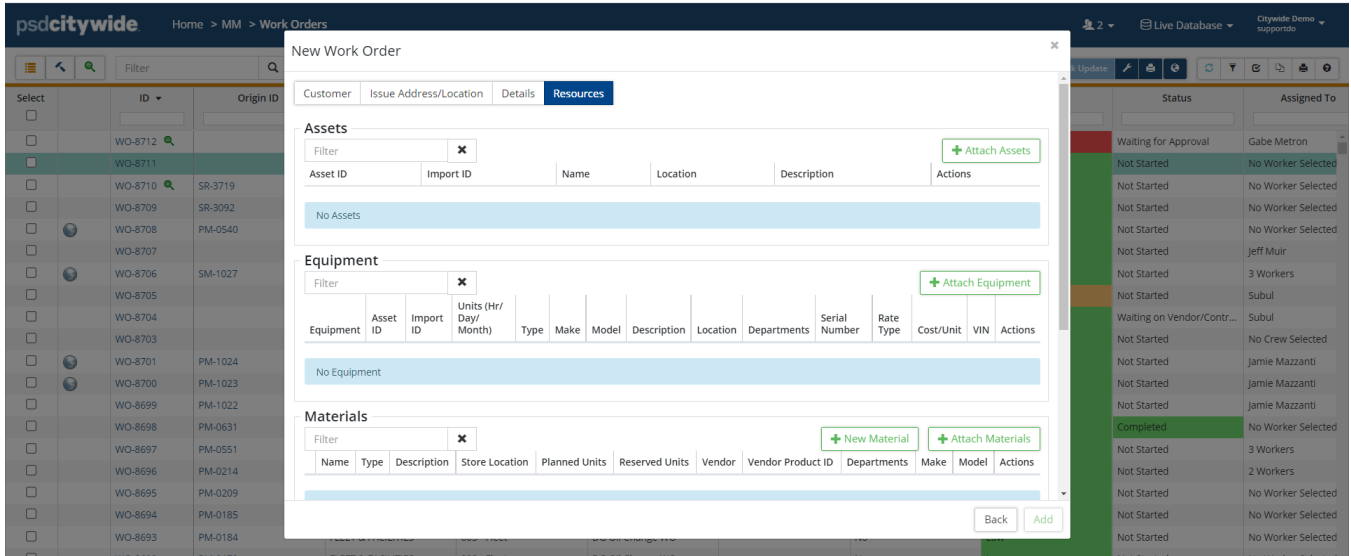 psdcitywide. Home > MM > Work Orders 2 Live Database Citywide Demo
supportdo
New Work Order
Filter k Update
Customer Issue Address/Location Details Resources
Select ID Origin ID Status Assigned To
Assets
Filter + Attach Assets
Asset ID Import ID Name Location Description Actions
No Assets
Equipment
Filter + Attach Equipment
Equipment Asset ID Import ID Units (Hr/Day/Month) Type Make Model Description Location Departments Serial Number Rate Type Cost/Unit VIN Actions
No Equipment
Materials
Filter + New Material + Attach Materials
Name Type Description Store Location Planned Units Reserved Units Vendor Vendor Product ID Departments Make Model Actions
Back Add
WO-8712 Waiting for Approval Gabe Metron
WO-8711 Not Started No Worker Selected
WO-8710 SR-3719 Not Started No Worker Selected
WO-8709 SR-3092 Not Started No Worker Selected
WO-8708 PM-0540 Not Started No Worker Selected
WO-8707 Not Started Jeff Muir
WO-8706 SM-1027 Not Started 3 Workers
WO-8705 Not Started Subul
WO-8704 Waiting on Vendor/Contr... Subul
WO-8703 Not Started No Crew Selected
WO-8701 PM-1024 Not Started Jamie Mazzanti
WO-8700 PM-1023 Not Started Jamie Mazzanti
WO-8699 PM-1022 Not Started Jamie Mazzanti
WO-8698 PM-0631 Completed No Worker Selected
WO-8697 PM-0551 Not Started 3 Workers
WO-8696 PM-0214 Not Started 2 Workers
WO-8695 PM-0209 Not Started No Worker Selected
WO-8694 PM-0185 Not Started No Worker Selected
WO-8693 PM-0184 Not Started No Worker Selected